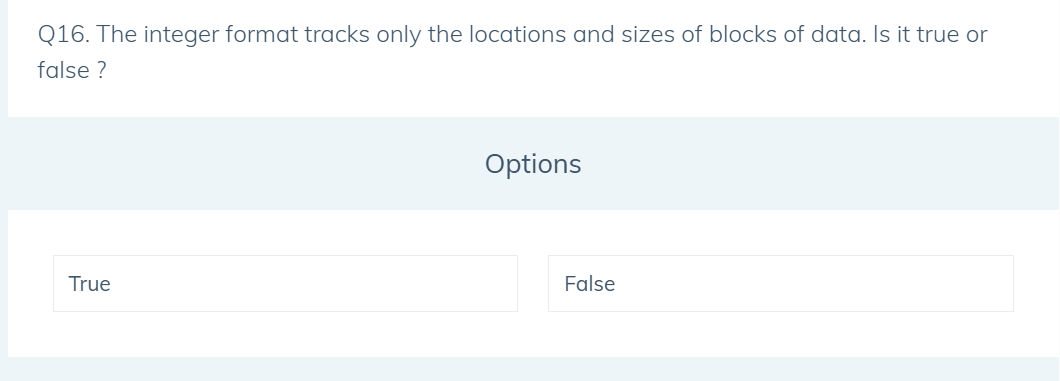 Q16. The integer format tracks only the locations and sizes of blocks of data. Is it true or
false ?
Options
True
False